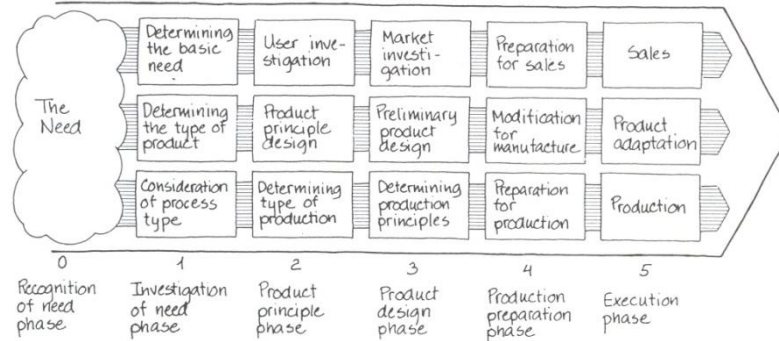 The
Need
Determining
the basic
need
User inve-
stigation
Market
investi-
gation
Preparation
for sales
Sales
Determining
the type of
product
Product
principle
design
Preliminary
product
design
Modification
for
manufacture
Product
adaptation
Consideration
of process
type
Determining
type of
production
Determining
production
principles
Preparation
for
production
Production
0
1
2
3
4
5
Recognition
of need
phase
Investigation
of need
phase
Product
principle
phase
Product
design
phase
Production
preparation
phase
Execution
phase